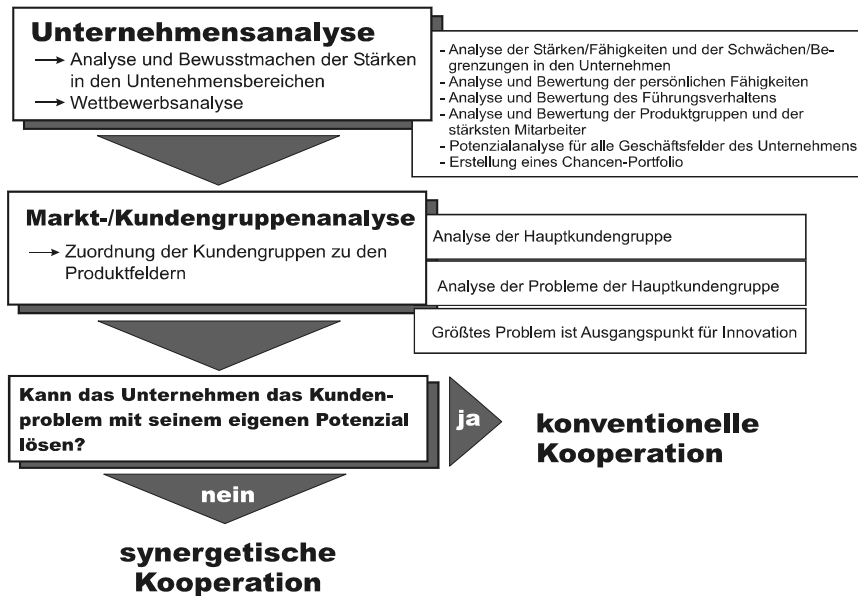 Unternehmensanalyse
→ Analyse und Bewusstmachen der Stärken
in den Untenehmensbereichen
→ Wettbewerbsanalyse
- Analyse der Stärken/Fähigkeiten und der Schwächen/Be-
grenzungen in den Unternehmen
- Analyse und Bewertung der persönlichen Fähigkeiten
- Analyse und Bewertung des Führungsverhaltens
- Analyse und Bewertung der Produktgruppen und der
stärksten Mitarbeiter
- Potenzialanalyse für alle Geschäftsfelder des Unternehmens
- Erstellung eines Chancen-Portfolio
Markt-/Kundengruppenanalyse
→ Zuordnung der Kundengruppen zu den
Produktfeldern
Analyse der Hauptkundengruppe
Analyse der Probleme der Hauptkundengruppe
Größtes Problem ist Ausgangspunkt für Innovation
Kann das Unternehmen das Kunden-
problem mit seinem eigenen Potenzial
lösen?
ja
konventionelle
Kooperation
nein
synergetische
Kooperation